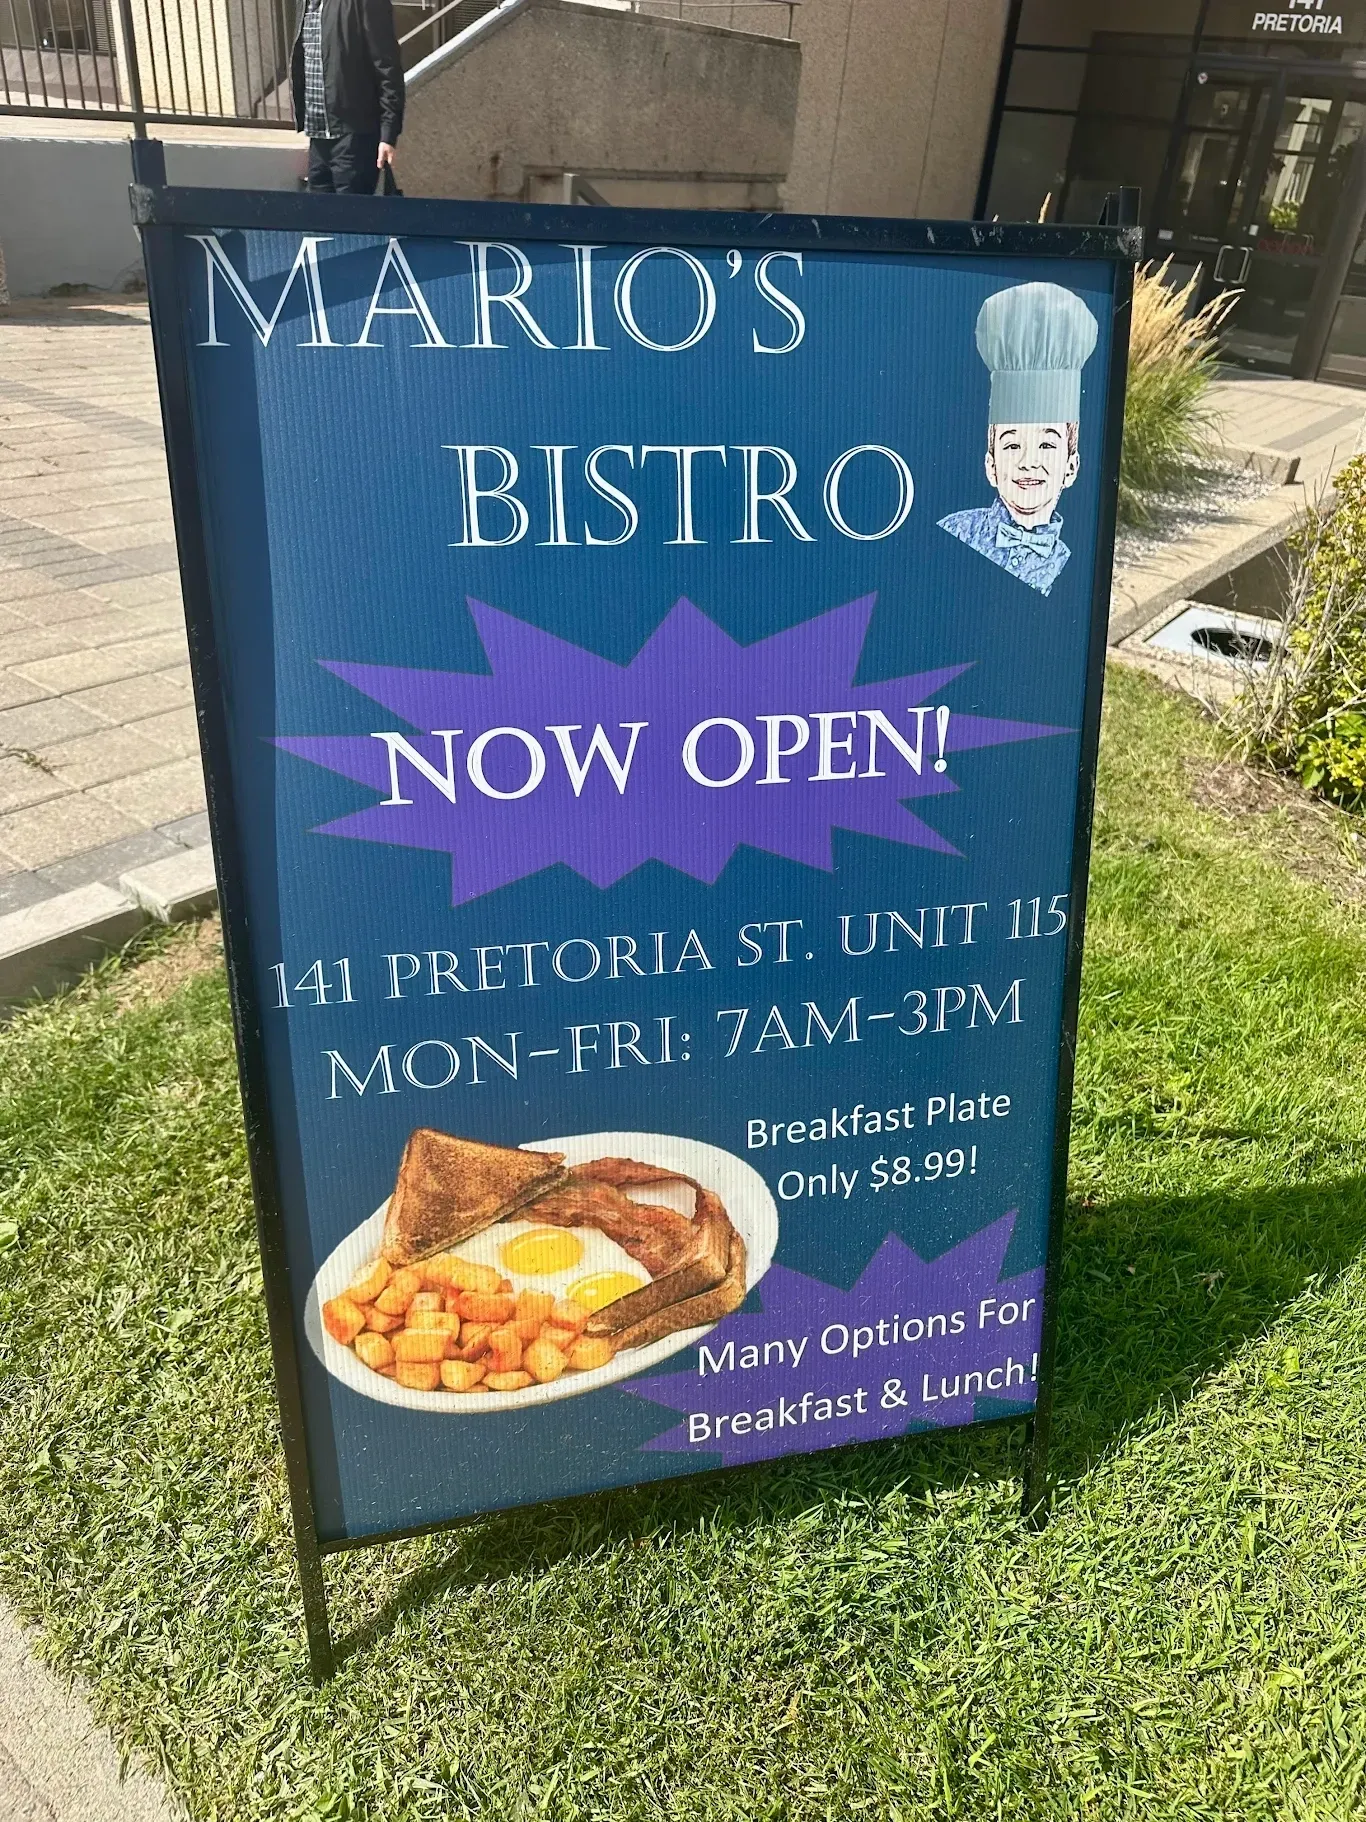 141
PRETORIA
MARIO'S
BISTRO
NOW OPEN!
141 PRETORIA ST. UNIT 115
MON-FRI: 7AM-3PM
Breakfast Plate
Only $8.99!
Many Options For
Breakfast & Lunch!